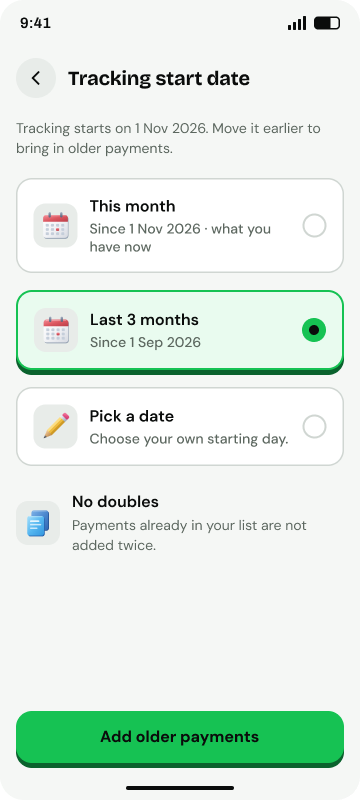 9:41
Tracking start date
Tracking starts on 1 Nov 2026. Move it earlier to
bring in older payments.
This month
Since 1 Nov 2026 · what you
have now
Last 3 months
Since 1 Sep 2026
Pick a date
Choose your own starting day.
No doubles
Payments already in your list are not
added twice.
Add older payments